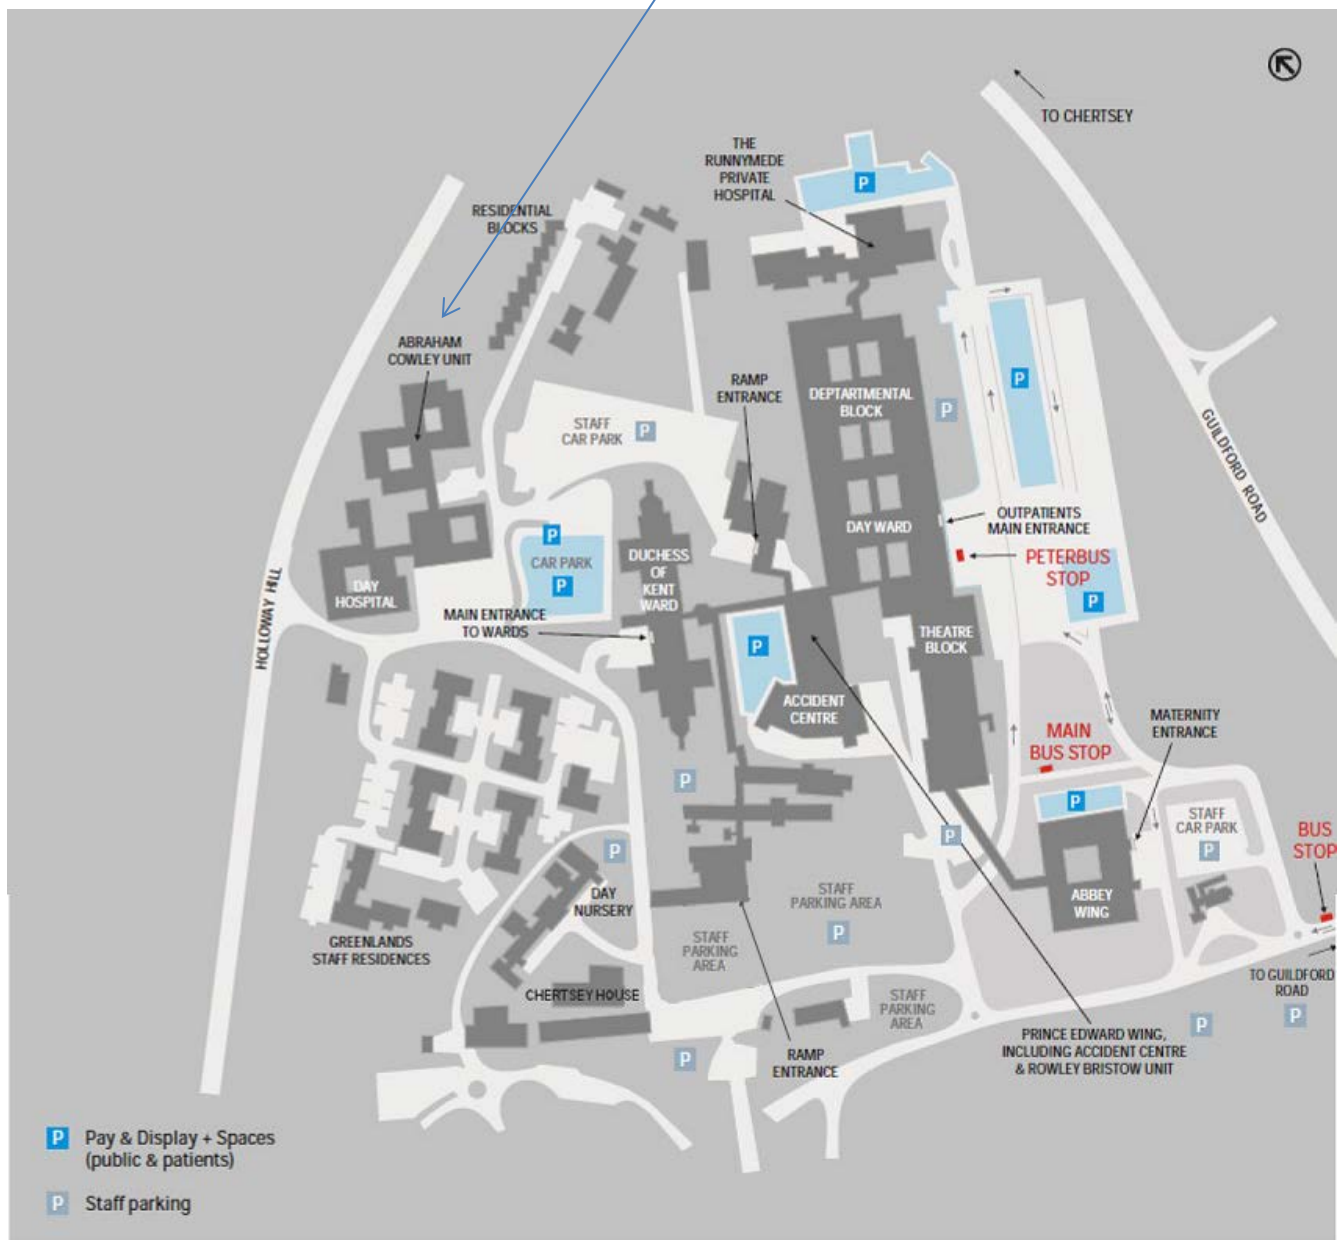 TO CHERTSEY
THE
RUNNYMEDE
PRIVATE
HOSPITAL
P
RESIDENTIAL
BLOCKS
ABRAHAM
COWLEY UNIT
RAMP
ENTRANCE
DEPTARTMENTAL
BLOCK
P
P
STAFF
CAR PARK
P
GUILDFORD ROAD
OUTPATIENTS
MAIN ENTRANCE
DAY WARD
P
CAR PARK
P
DUCHESS
OF
KENT
WARD
PETERBUS
STOP
P
DAY
HOSPITAL
HOLLOWAY HILL
MAIN ENTRANCE
TO WARDS
P
THEATRE
BLOCK
ACCIDENT
CENTRE
MAIN
BUS STOP
MATERNITY
ENTRANCE
P
P
STAFF
CAR PARK
P
BUS
STOP
P
P
DAY
NURSERY
STAFF
PARKING AREA
P
ABBEY
WING
GREENLANDS
STAFF RESIDENCES
STAFF
PARKING
AREA
CHERTSEY HOUSE
STAFF
PARKING
AREA
TO GUILDFORD
ROAD
P
P
P
RAMP
ENTRANCE
PRINCE EDWARD WING,
INCLUDING ACCIDENT CENTRE
& ROWLEY BRISTOW UNIT
P Pay & Display + Spaces
(public & patients)
P Staff parking